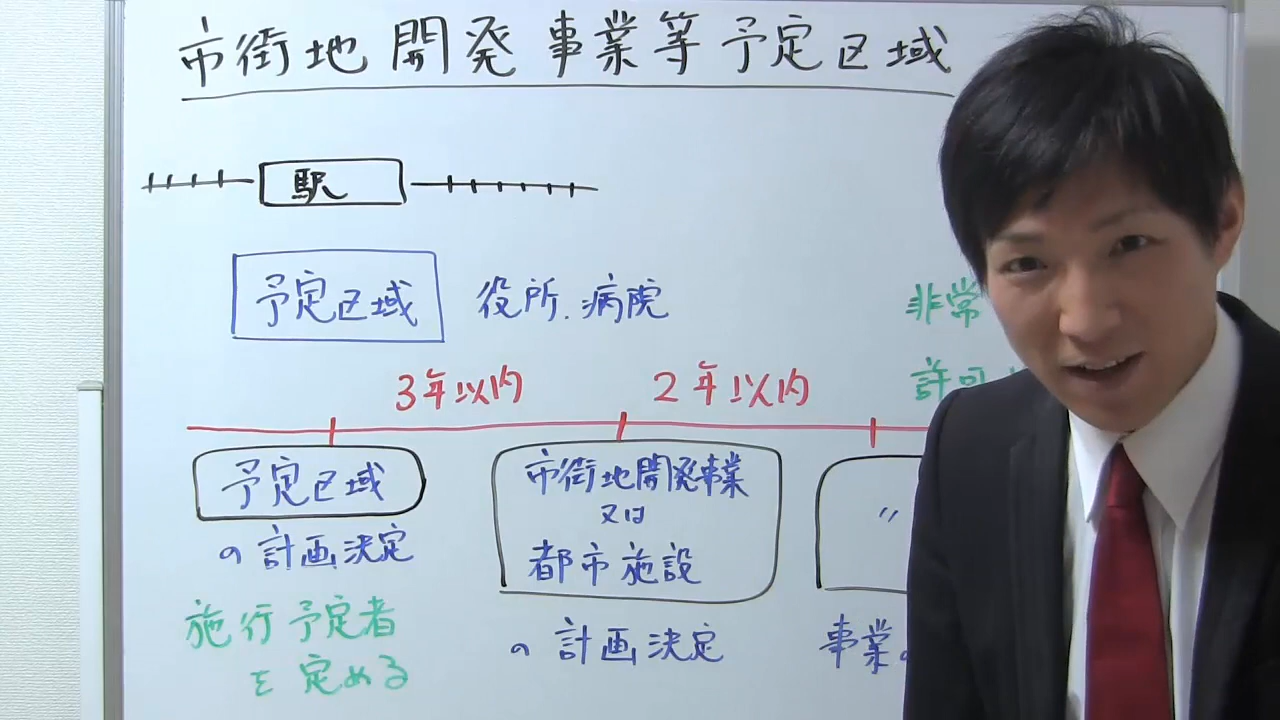 市街地開発事業等予定区域
駅
予定区域 役所.病院
非常
許可
3年以内 2年以内
予定区域
の計画決定
施行予定者
を定める
市街地開発事業
又は
都市施設
の計画決定
〃
事業